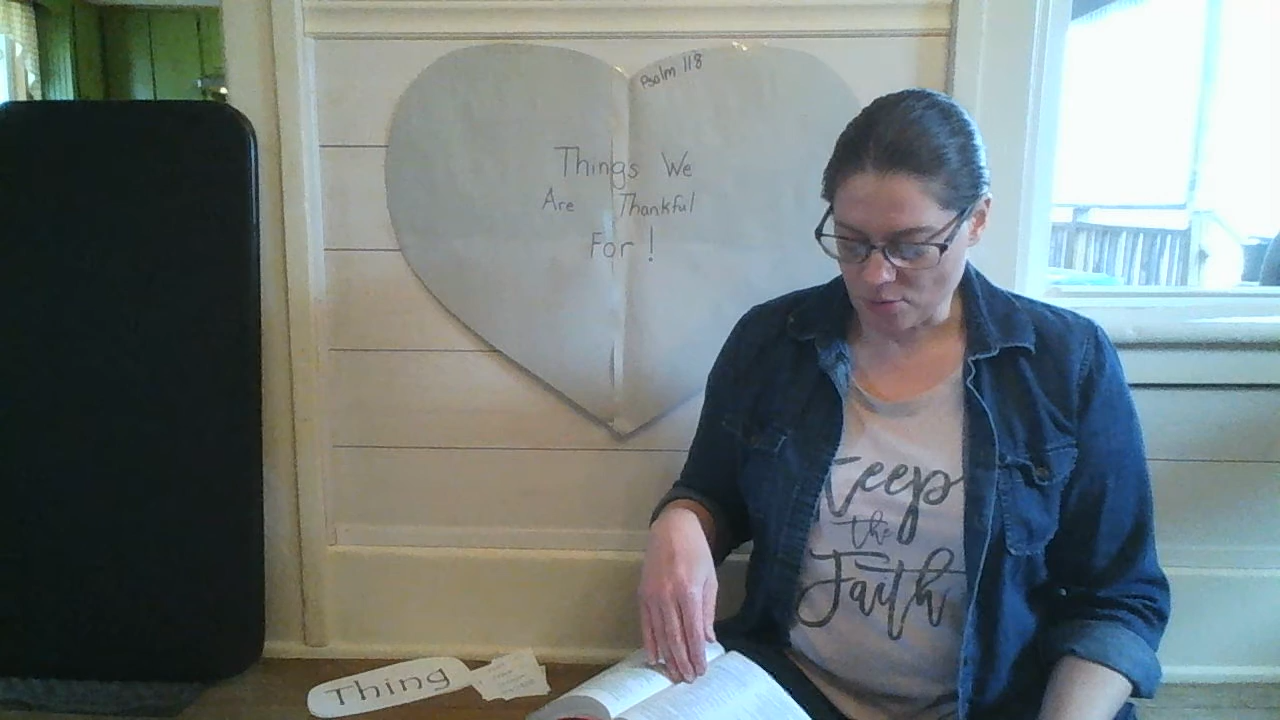 Psalm 118
Things We
Are Thankful
For!
Keep
the
Faith
Thing